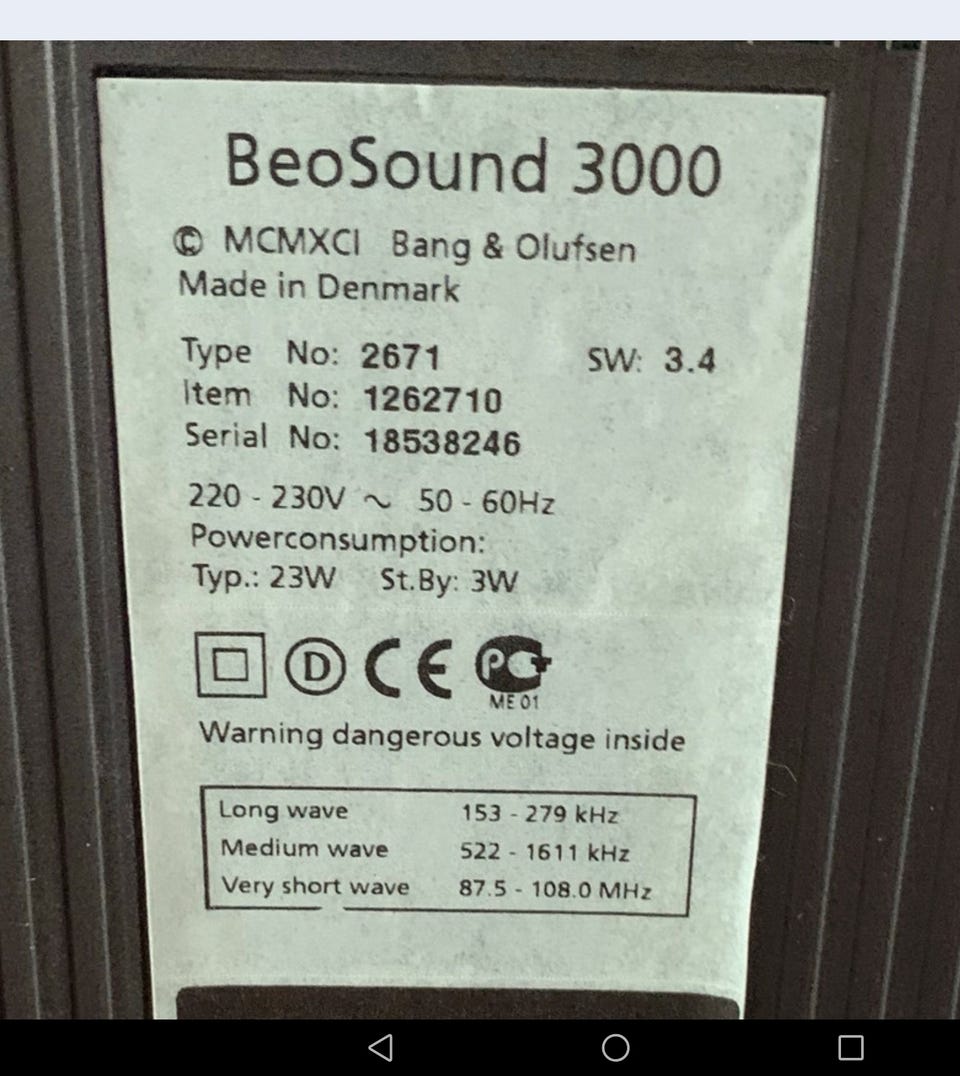 BeoSound 3000
© MCMXCI Bang & Olufsen
Made in Denmark
Type No: 2671 SW: 3.4
Item No: 1262710
Serial No: 18538246
220 - 230V ~ 50 - 60Hz
Powerconsumption:
Typ.: 23W St.By: 3W
D CE PCT
ME 01
Warning dangerous voltage inside
Long wave 153 - 279 kHz
Medium wave 522 - 1611 kHz
Very short wave 87.5 - 108.0 MHz